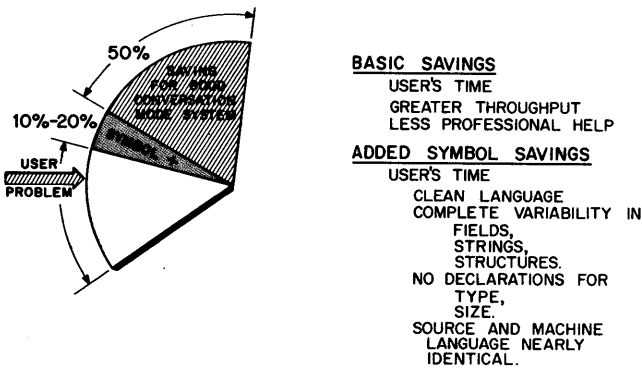 50%
SAVING
FOR GOOD
CONVERSATION
MODE SYSTEM
10%-20%
SYMBOL +
USER
PROBLEM
BASIC SAVINGS
USER'S TIME
GREATER THROUGHPUT
LESS PROFESSIONAL HELP
ADDED SYMBOL SAVINGS
USER'S TIME
CLEAN LANGUAGE
COMPLETE VARIABILITY IN
FIELDS,
STRINGS,
STRUCTURES.
NO DECLARATIONS FOR
TYPE,
SIZE.
SOURCE AND MACHINE
LANGUAGE NEARLY
IDENTICAL.